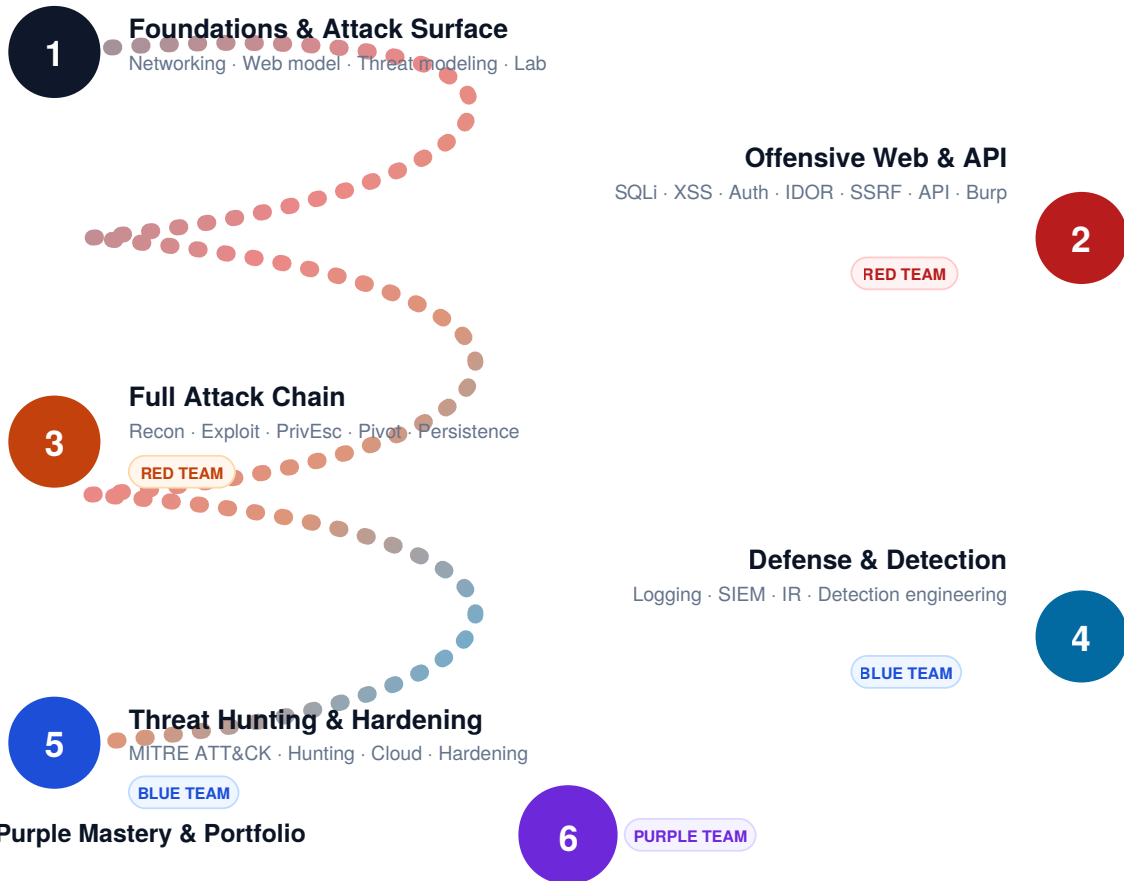 1
Foundations & Attack Surface
Networking · Web model · Threat modeling · Lab
Offensive Web & API
SQLi · XSS · Auth · IDOR · SSRF · API · Burp
2
RED TEAM
3
Full Attack Chain
Recon · Exploit · PrivEsc · Pivot · Persistence
RED TEAM
Defense & Detection
Logging · SIEM · IR · Detection engineering
4
BLUE TEAM
5
Threat Hunting & Hardening
MITRE ATT&CK · Hunting · Cloud · Hardening
BLUE TEAM
Purple Mastery & Portfolio
6
PURPLE TEAM